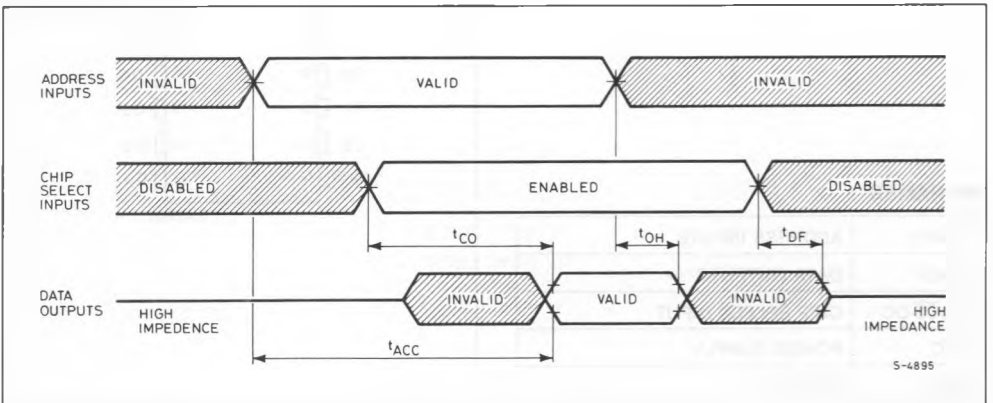 ADDRESS
INPUTS
INVALID
VALID
INVALID
CHIP
SELECT
INPUTS
DISABLED
ENABLED
DISABLED
tCO
tOH
tDF
DATA
OUTPUTS
HIGH
IMPEDENCE
INVALID
VALID
INVALID
HIGH
IMPEDANCE
tACC
S-4895